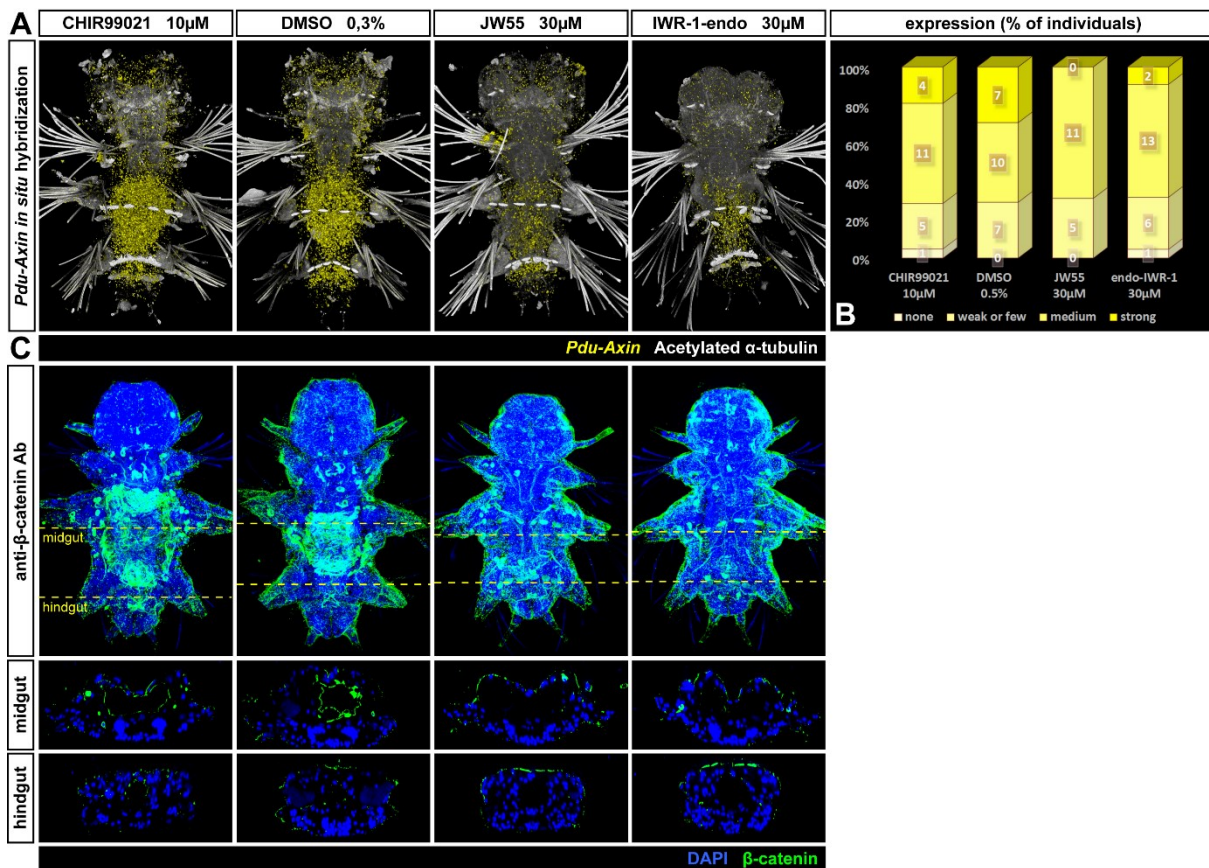 A
CHIR99021 10µM
DMSO 0,3%
JW55 30µM
IWR-1-endo 30µM
expression (% of individuals)
Pdu-Axin in situ hybridization
100%
80%
60%
40%
20%
0%
4
11
5
1
7
10
7
0
0
11
5
0
2
13
6
1
CHIR99021
10µM
DMSO
0.5%
JW55
30µM
endo-IWR-1
30µM
B
none weak or few medium strong
C
Pdu-Axin Acetylated α-tubulin
anti-β-catenin Ab
midgut
hindgut
midgut
hindgut
DAPI β-catenin